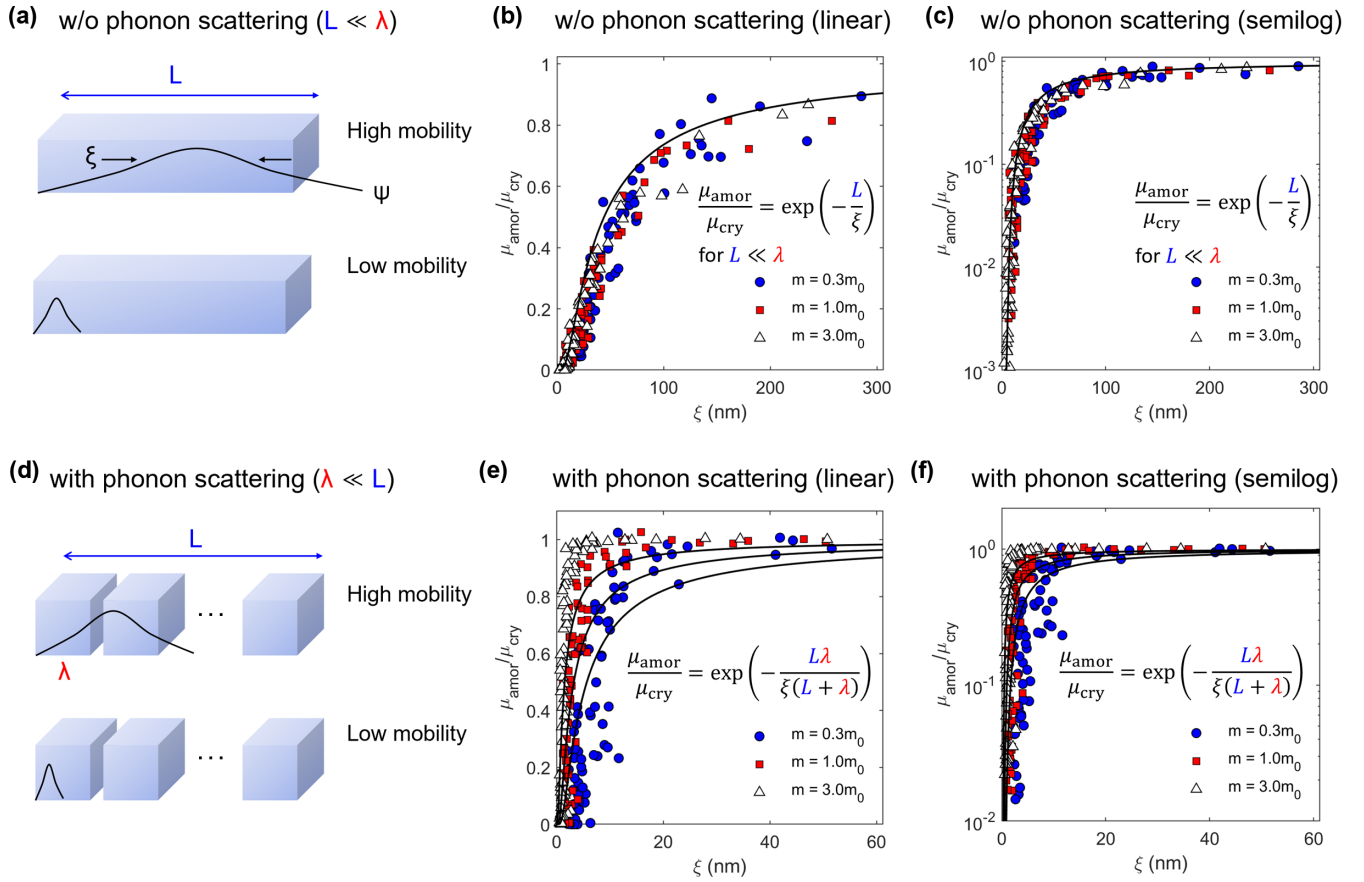 (a) w/o phonon scattering (L ≪ λ)
L
High mobility
ξ
ψ
Low mobility
(b) w/o phonon scattering (linear)
1
0.8
0.6
0.4
0.2
0
0 100 200 300
μamor/μcry
ξ (nm)
μamor/μcry = exp(−L/ξ)
for L ≪ λ
m = 0.3m0
m = 1.0m0
m = 3.0m0
(c) w/o phonon scattering (semilog)
10^0
10^-1
10^-2
10^-3
0 100 200 300
μamor/μcry
ξ (nm)
μamor/μcry = exp(−L/ξ)
for L ≪ λ
m = 0.3m0
m = 1.0m0
m = 3.0m0
(d) with phonon scattering (λ ≪ L)
L
High mobility
...
λ
Low mobility
...
(e) with phonon scattering (linear)
1
0.8
0.6
0.4
0.2
0
0 20 40 60
μamor/μcry
ξ (nm)
μamor/μcry = exp(−Lλ/ξ(L + λ))
m = 0.3m0
m = 1.0m0
m = 3.0m0
(f) with phonon scattering (semilog)
10^0
10^-1
10^-2
0 20 40 60
μamor/μcry
ξ (nm)
μamor/μcry = exp(−Lλ/ξ(L + λ))
m = 0.3m0
m = 1.0m0
m = 3.0m0